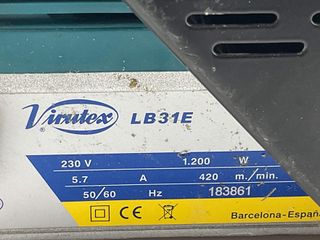 Virutex® LB31E
230 V 1.200 W
5.7 A 420 m./min.
50/60 Hz 183861
CE Barcelona-España